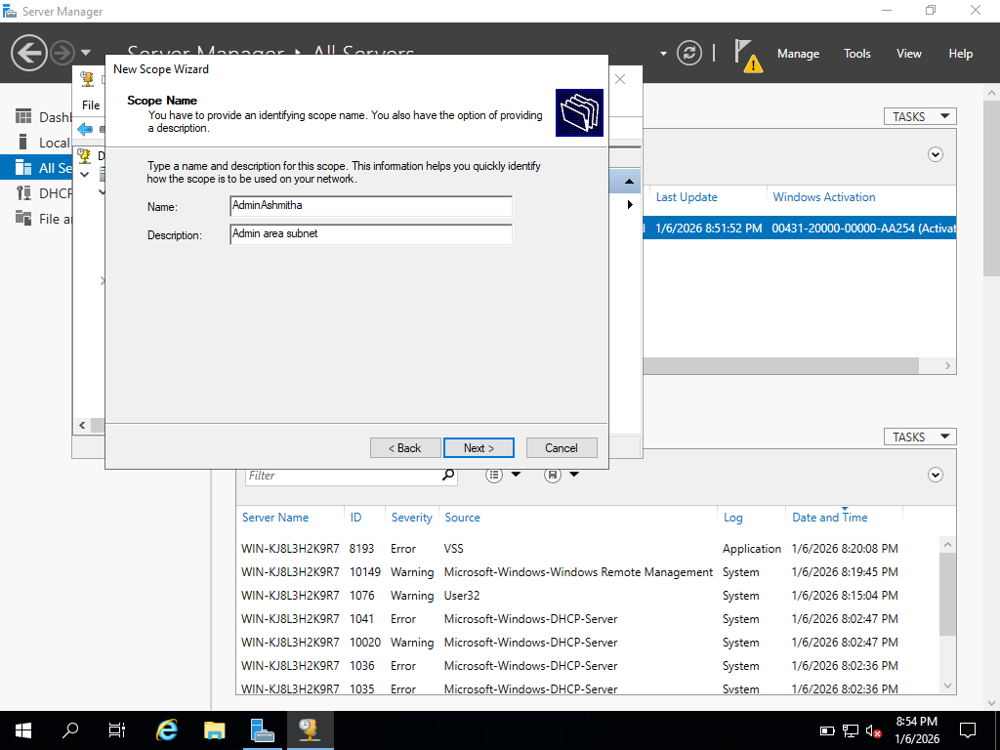 Server Manager
Server Manager • All Servers
Manage
Tools
View
Help
New Scope Wizard
Scope Name
You have to provide an identifying scope name. You also have the option of providing
a description.
Type a name and description for this scope. This information helps you quickly identify
how the scope is to be used on your network.
Name:
AdminAshmitha
Description:
Admin area subnet
< Back
Next >
Cancel
File
D
Dashb
Local
All Se
DHCP
File an
TASKS
Last Update
Windows Activation
1/6/2026 8:51:52 PM
00431-20000-00000-AA254 (Activat
TASKS
Filter
Server Name ID Severity Source Log Date and Time
WIN-KJ8L3H2K9R7 8193 Error VSS Application 1/6/2026 8:20:08 PM
WIN-KJ8L3H2K9R7 10149 Warning Microsoft-Windows-Windows Remote Management System 1/6/2026 8:19:45 PM
WIN-KJ8L3H2K9R7 1076 Warning User32 System 1/6/2026 8:15:04 PM
WIN-KJ8L3H2K9R7 1041 Error Microsoft-Windows-DHCP-Server System 1/6/2026 8:02:47 PM
WIN-KJ8L3H2K9R7 10020 Warning Microsoft-Windows-DHCP-Server System 1/6/2026 8:02:47 PM
WIN-KJ8L3H2K9R7 1036 Error Microsoft-Windows-DHCP-Server System 1/6/2026 8:02:36 PM
WIN-KJ8L3H2K9R7 1035 Error Microsoft-Windows-DHCP-Server System 1/6/2026 8:02:36 PM
8:54 PM
1/6/2026